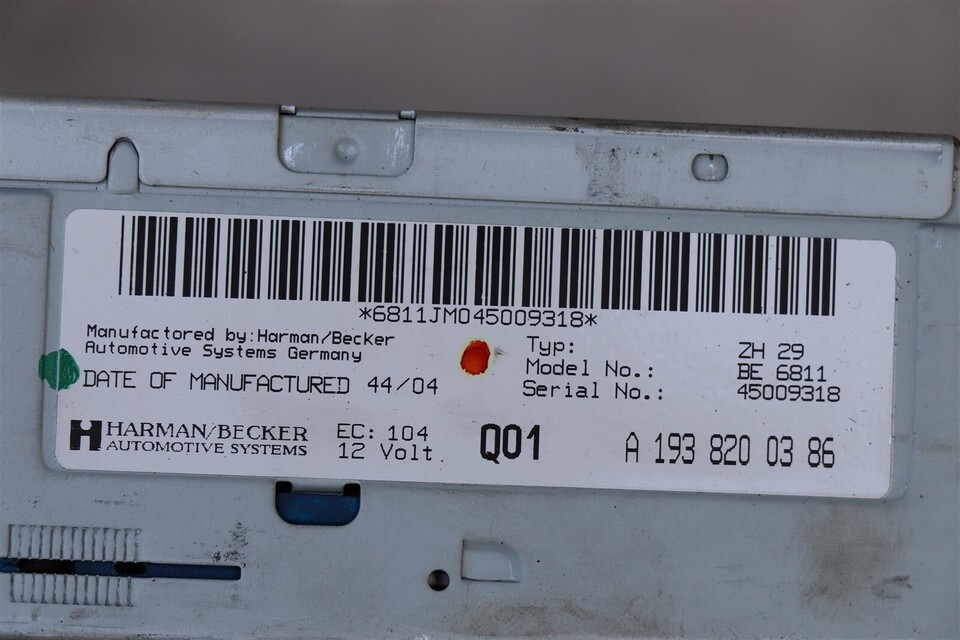 *6811JM045009318*
Manufactored by:Harman/Becker
Automotive Systems Germany
DATE OF MANUFACTURED 44/04
Typ: ZH 29
Model No.: BE 6811
Serial No.: 45009318
HARMAN/BECKER
AUTOMOTIVE SYSTEMS
EC: 104
12 Volt
Q01
A 193 820 03 86